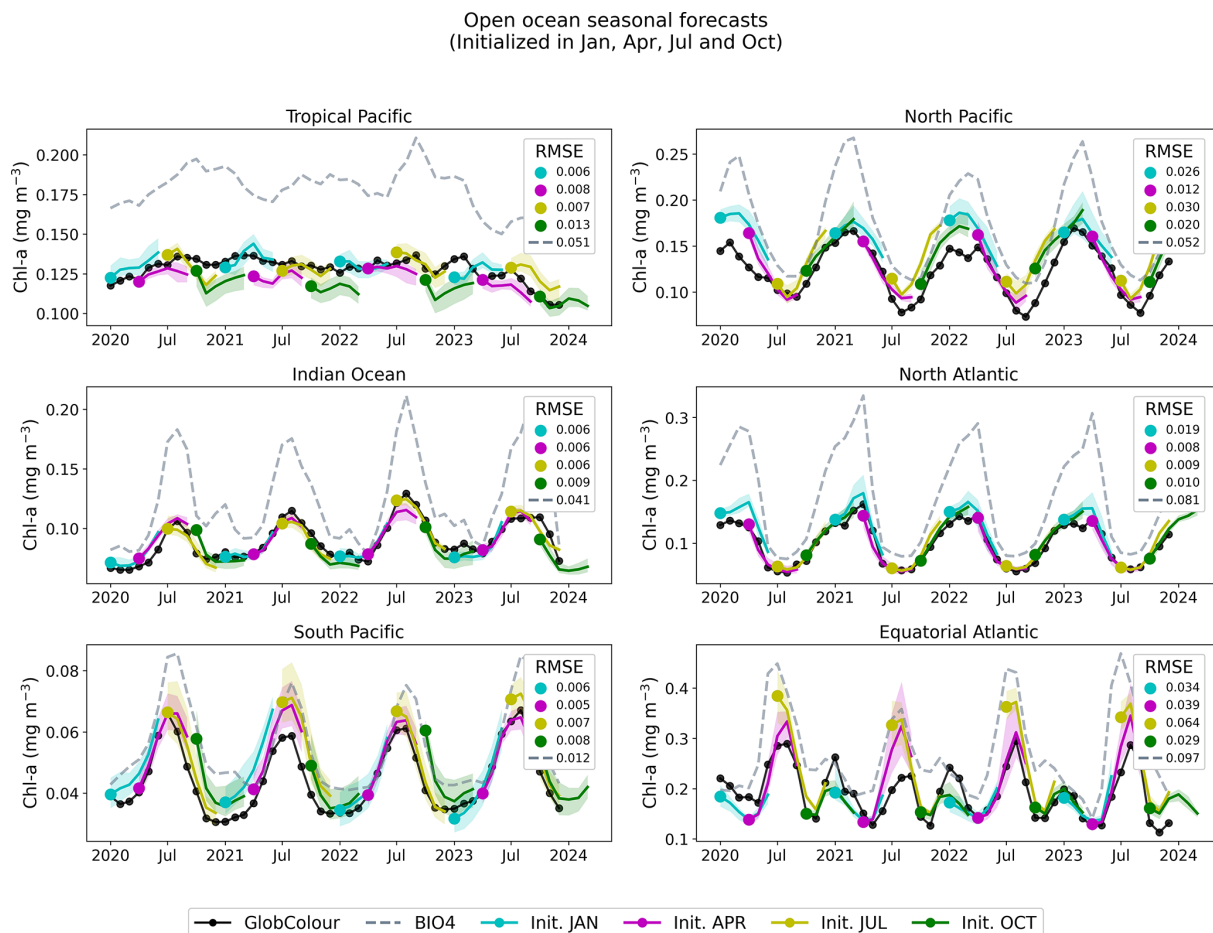 Open ocean seasonal forecasts
(Initialized in Jan, Apr, Jul and Oct)
Tropical Pacific
Chl-a (mg m⁻³)
0.200
0.175
0.150
0.125
0.100
RMSE
0.006
0.008
0.007
0.013
0.051
2020 Jul 2021 Jul 2022 Jul 2023 Jul 2024
North Pacific
Chl-a (mg m⁻³)
0.25
0.20
0.15
0.10
RMSE
0.026
0.012
0.030
0.020
0.052
2020 Jul 2021 Jul 2022 Jul 2023 Jul 2024
Indian Ocean
Chl-a (mg m⁻³)
0.20
0.15
0.10
RMSE
0.006
0.006
0.006
0.009
0.041
2020 Jul 2021 Jul 2022 Jul 2023 Jul 2024
North Atlantic
Chl-a (mg m⁻³)
0.3
0.2
0.1
RMSE
0.019
0.008
0.009
0.010
0.081
2020 Jul 2021 Jul 2022 Jul 2023 Jul 2024
South Pacific
Chl-a (mg m⁻³)
0.08
0.06
0.04
RMSE
0.006
0.005
0.007
0.008
0.012
2020 Jul 2021 Jul 2022 Jul 2023 Jul 2024
Equatorial Atlantic
Chl-a (mg m⁻³)
0.4
0.3
0.2
0.1
RMSE
0.034
0.039
0.064
0.029
0.097
2020 Jul 2021 Jul 2022 Jul 2023 Jul 2024
GlobColour BIO4 Init. JAN Init. APR Init. JUL Init. OCT